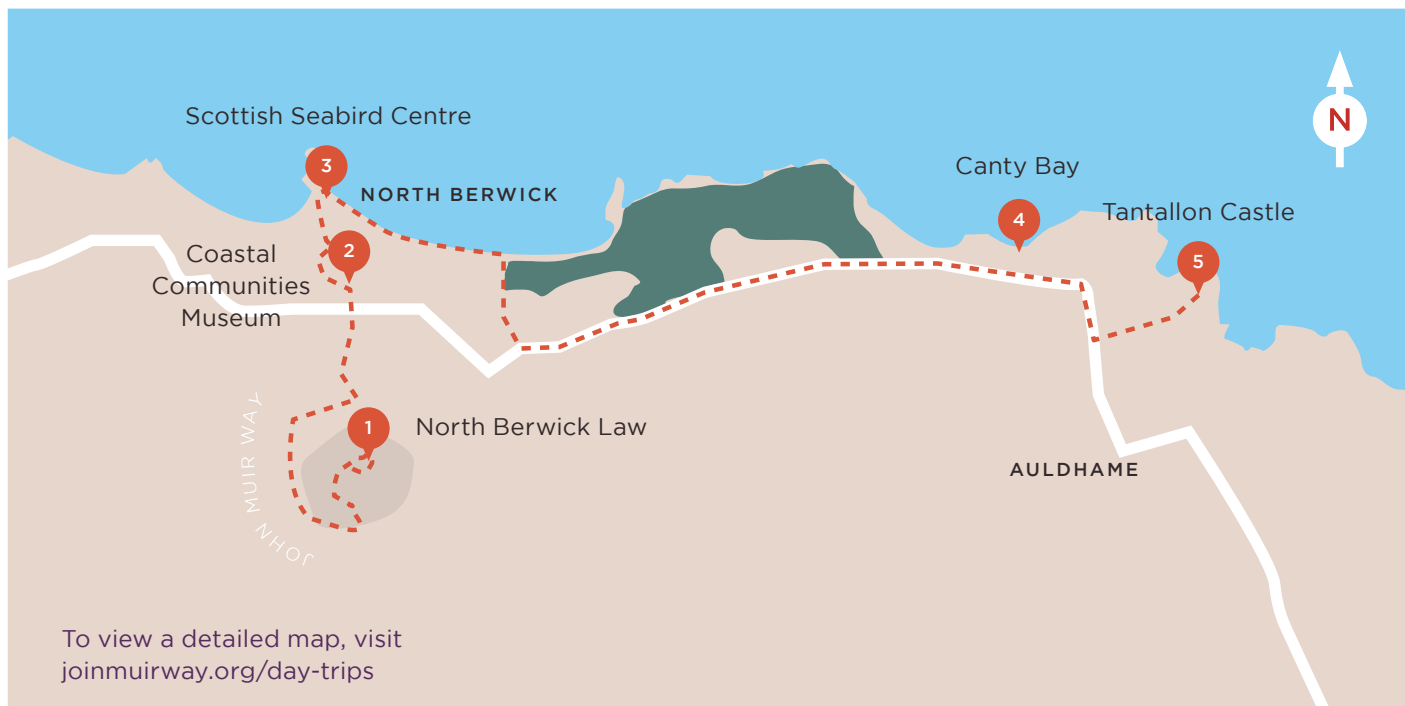 Scottish Seabird Centre
3
NORTH BERWICK
Canty Bay
4
Tantallon Castle
5
N
Coastal
Communities
Museum
2
1
North Berwick Law
JOHN MUIR WAY
AULDHAME
To view a detailed map, visit
joinmuirway.org/day-trips